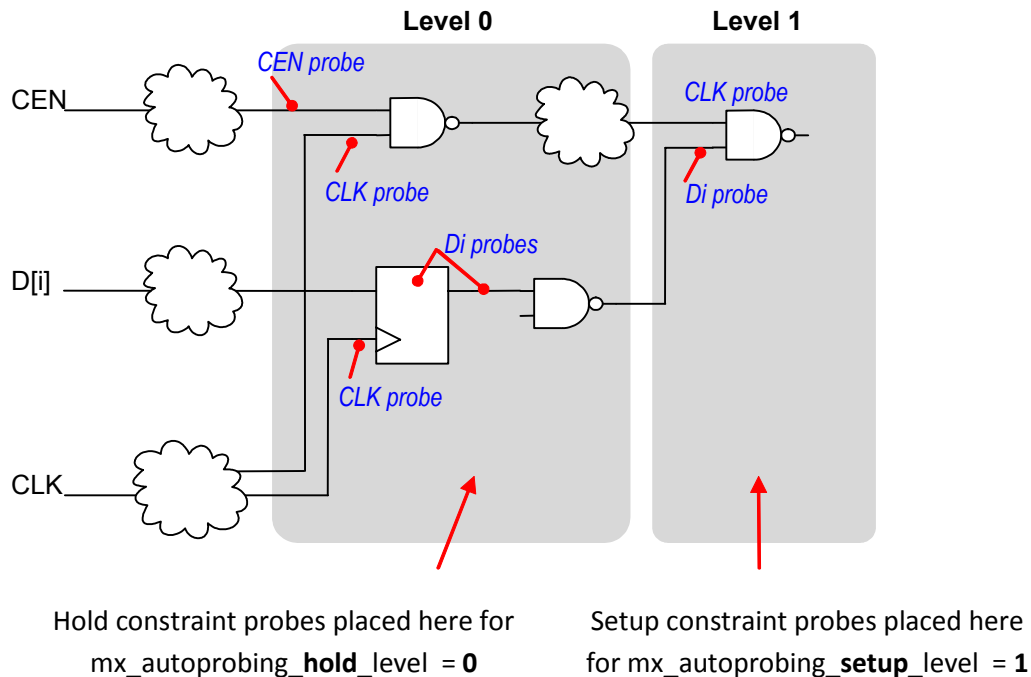 Level 0
Level 1
CEN probe
CLK probe
CEN
CLK probe
Di probe
Di probes
D[i]
CLK probe
CLK
Hold constraint probes placed here for
mx_autoprobing_hold_level = 0
Setup constraint probes placed here
for mx_autoprobing_setup_level = 1